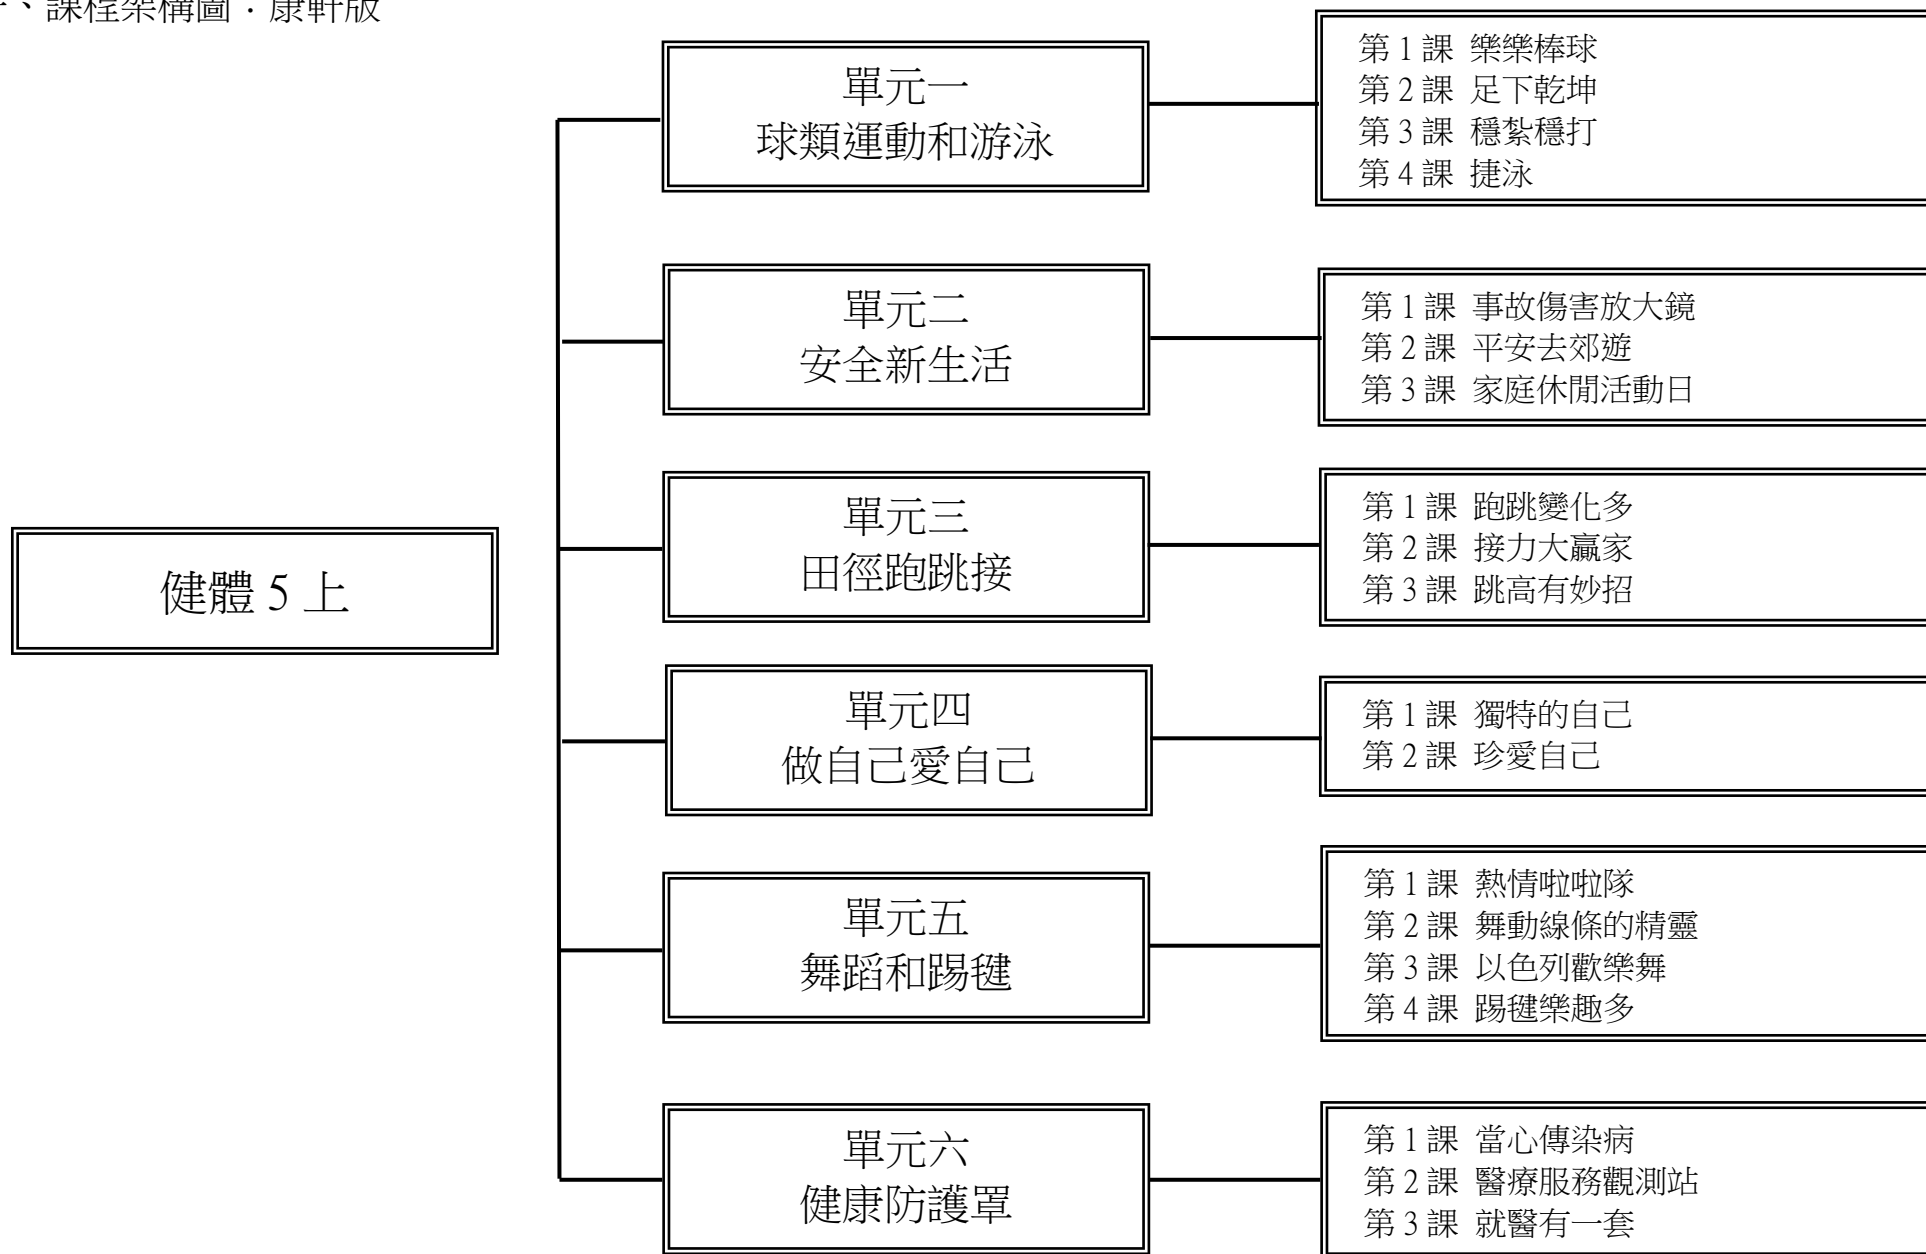 、課程架構圖：康軒版
健體 5 上
單元一
球類運動和游泳
第 1 課 樂樂棒球
第 2 課 足下乾坤
第 3 課 穩紮穩打
第 4 課 捷泳
單元二
安全新生活
第 1 課 事故傷害放大鏡
第 2 課 平安去郊遊
第 3 課 家庭休閒活動日
單元三
田徑跑跳接
第 1 課 跑跳變化多
第 2 課 接力大贏家
第 3 課 跳高有妙招
單元四
做自己愛自己
第 1 課 獨特的自己
第 2 課 珍愛自己
單元五
舞蹈和踢毽
第 1 課 熱情啦啦隊
第 2 課 舞動線條的精靈
第 3 課 以色列歡樂舞
第 4 課 踢毽樂趣多
單元六
健康防護罩
第 1 課 當心傳染病
第 2 課 醫療服務觀測站
第 3 課 就醫有一套